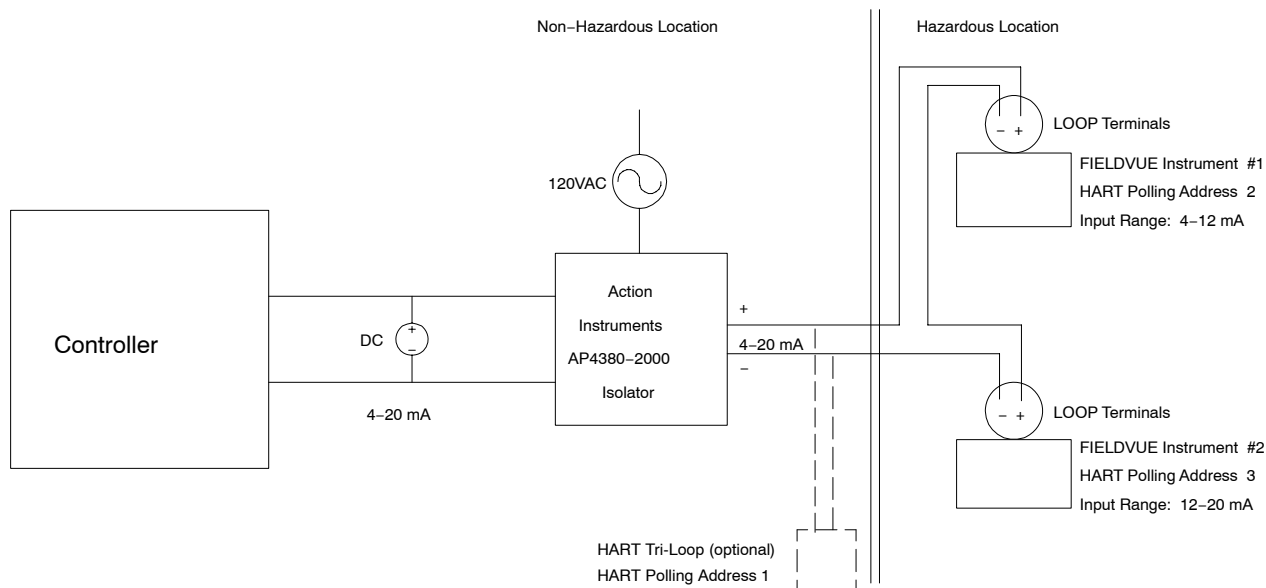 Non−Hazardous Location
Hazardous Location
− +
LOOP Terminals
FIELDVUE Instrument #1
HART Polling Address 2
Input Range: 4−12 mA
120VAC
Controller
DC
+
−
4−20 mA
Action
Instruments
AP4380−2000
Isolator
+
4−20 mA
−
− +
LOOP Terminals
FIELDVUE Instrument #2
HART Polling Address 3
Input Range: 12−20 mA
HART Tri-Loop (optional)
HART Polling Address 1